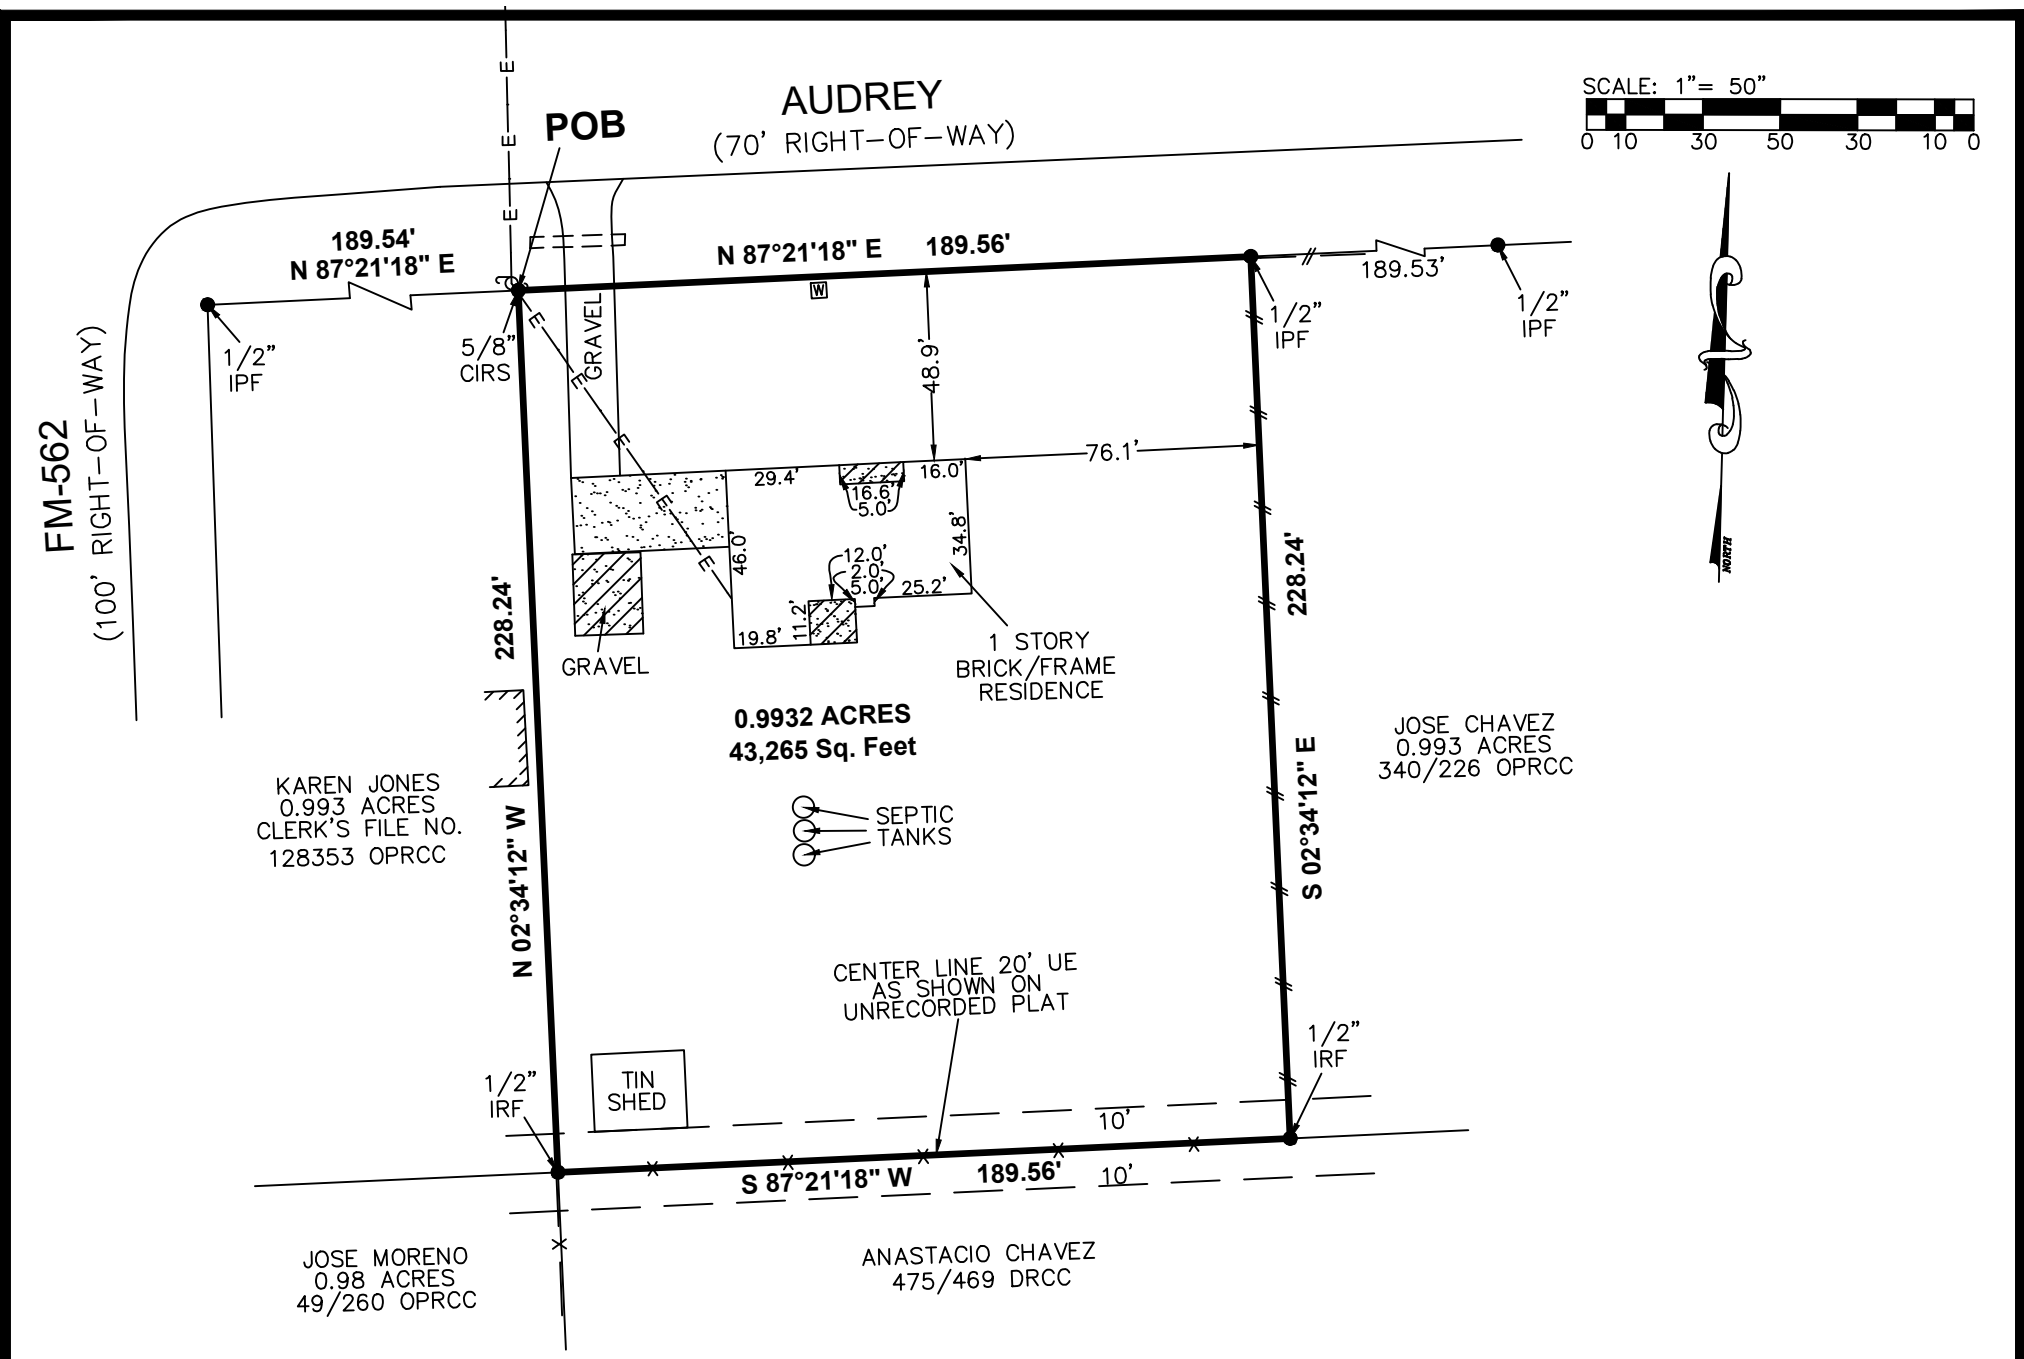 SCALE: 1"= 50"
0 10 30 50 30 10 0
AUDREY
(70' RIGHT-OF-WAY)
POB
E
E
E
189.54'
N 87°21'18" E
N 87°21'18" E 189.56'
189.53'
1/2"
IPF
5/8"
CIRS
GRAVEL
W
1/2"
IPF
1/2"
IPF
FM-562
(100' RIGHT-OF-WAY)
E
E
E
E
E
48.9'
76.1'
29.4'
16.0'
16.6'
5.0'
34.8'
46.0'
12.0'
2.0'
5.0'
25.2'
11.2'
19.8'
GRAVEL
1 STORY
BRICK/FRAME
RESIDENCE
NORTH
228.24'
228.24'
0.9932 ACRES
43,265 Sq. Feet
KAREN JONES
0.993 ACRES
CLERK'S FILE NO.
128353 OPRCC
N 02°34'12" W
SEPTIC
TANKS
S 02°34'12" E
JOSE CHAVEZ
0.993 ACRES
340/226 OPRCC
CENTER LINE 20' UE
AS SHOWN ON
UNRECORDED PLAT
1/2"
IRF
TIN
SHED
1/2"
IRF
10'
S 87°21'18" W 189.56'
10'
JOSE MORENO
0.98 ACRES
49/260 OPRCC
ANASTACIO CHAVEZ
475/469 DRCC